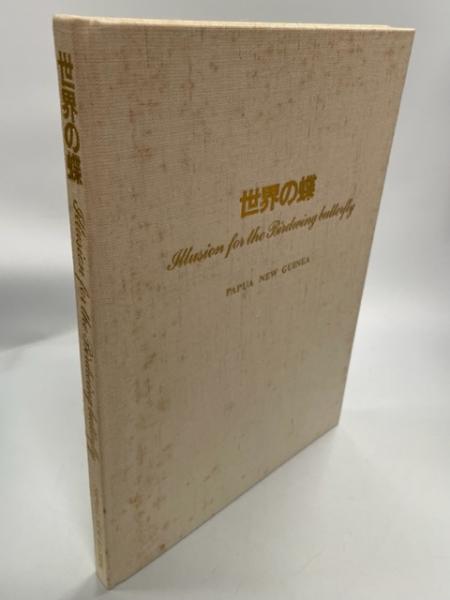 世界の蝶
Illusion for the Birdwing butterfly
PAPUA NEW GUINEA
世界の蝶
Illusion for the Birdwing butterfly